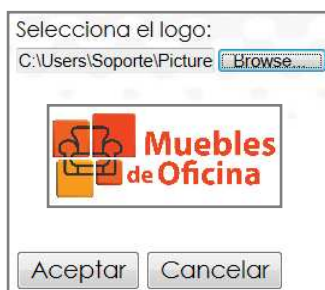 Selecciona el logo:
C:\Users\Soporte\Picture Browse...
Muebles
de Oficina
Aceptar Cancelar